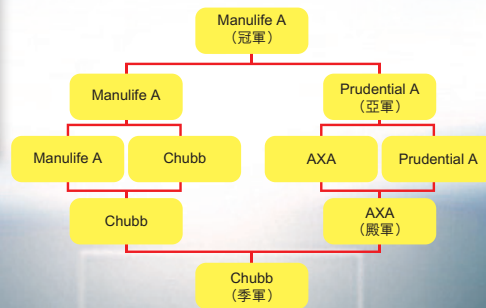 Manulife A
（冠軍）
Manulife A
Prudential A
（亞軍）
Manulife A
Chubb
AXA
Prudential A
Chubb
AXA
（殿軍）
Chubb
（季軍）